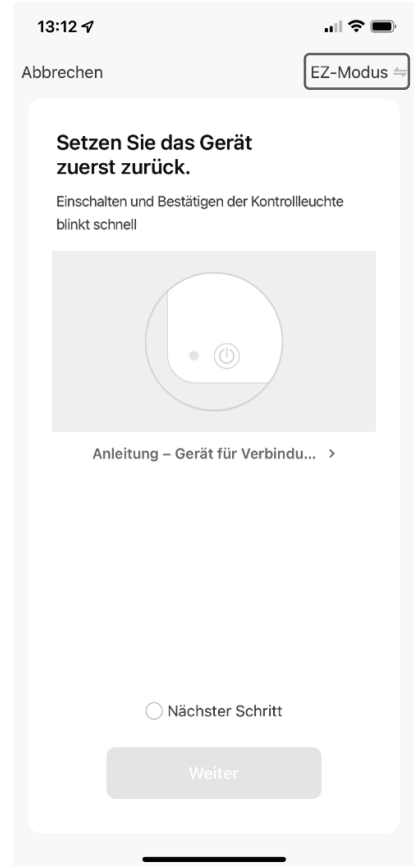 13:12
Abbrechen
EZ-Modus
Setzen Sie das Gerät
zuerst zurück.
Einschalten und Bestätigen der Kontrollleuchte
blinkt schnell
Anleitung – Gerät für Verbindu...
Nächster Schritt
Weiter